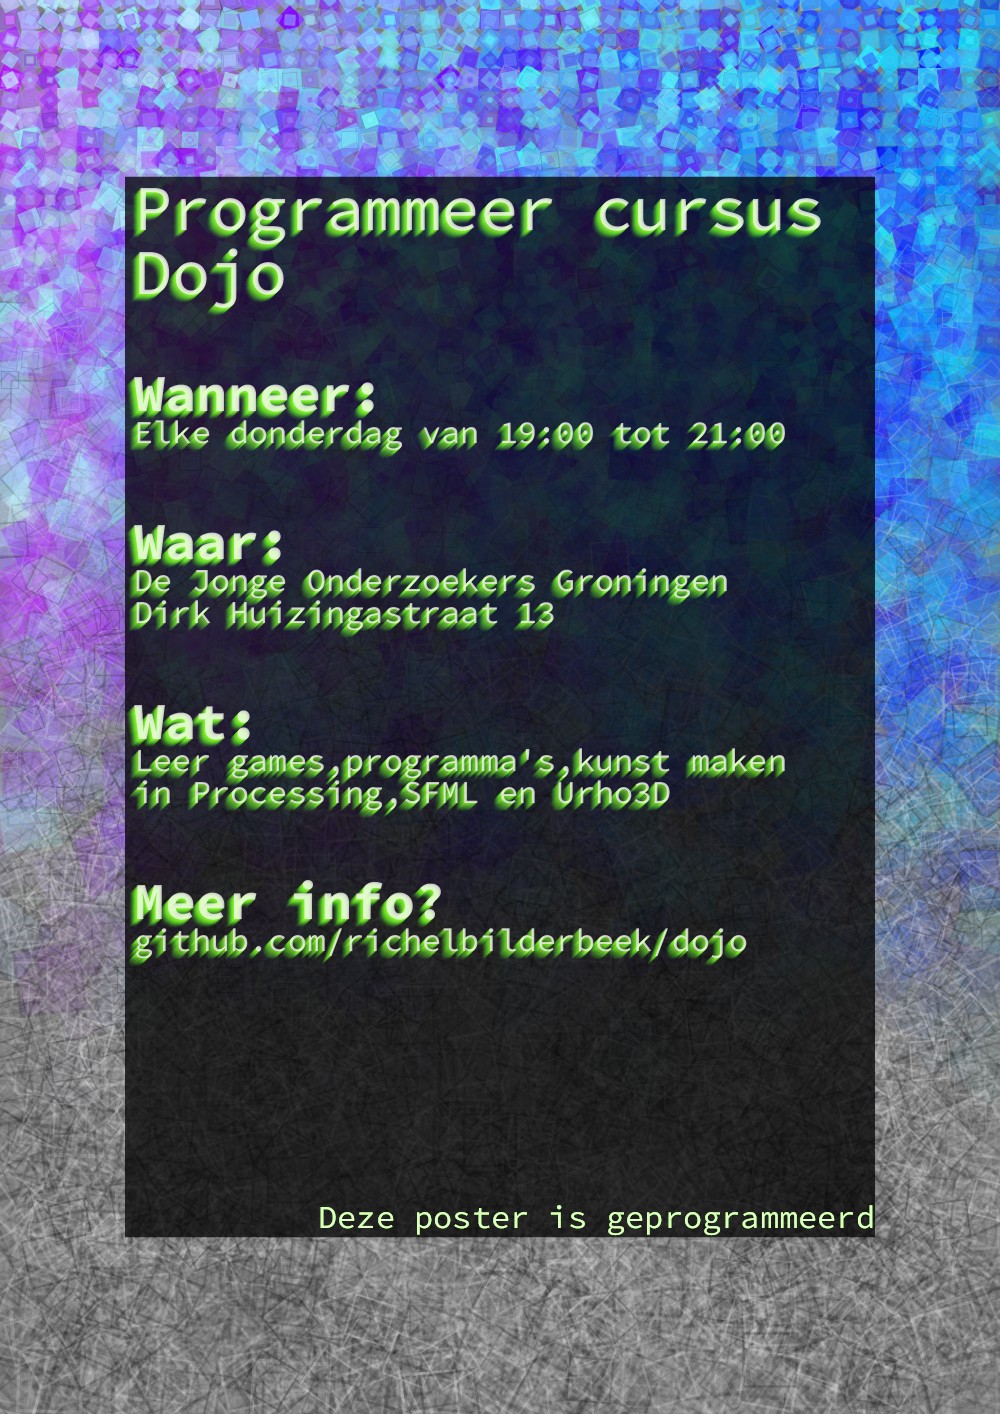 Programmeer cursus
Dojo
Wanneer:
Elke donderdag van 19:00 tot 21:00
Waar:
De Jonge Onderzoekers Groningen
Dirk Huizingastraat 13
Wat:
Leer games,programma's,kunst maken
in Processing,SFML en Urho3D
Meer info?
github.com/richelbilderbeek/dojo
Deze poster is geprogrammeerd